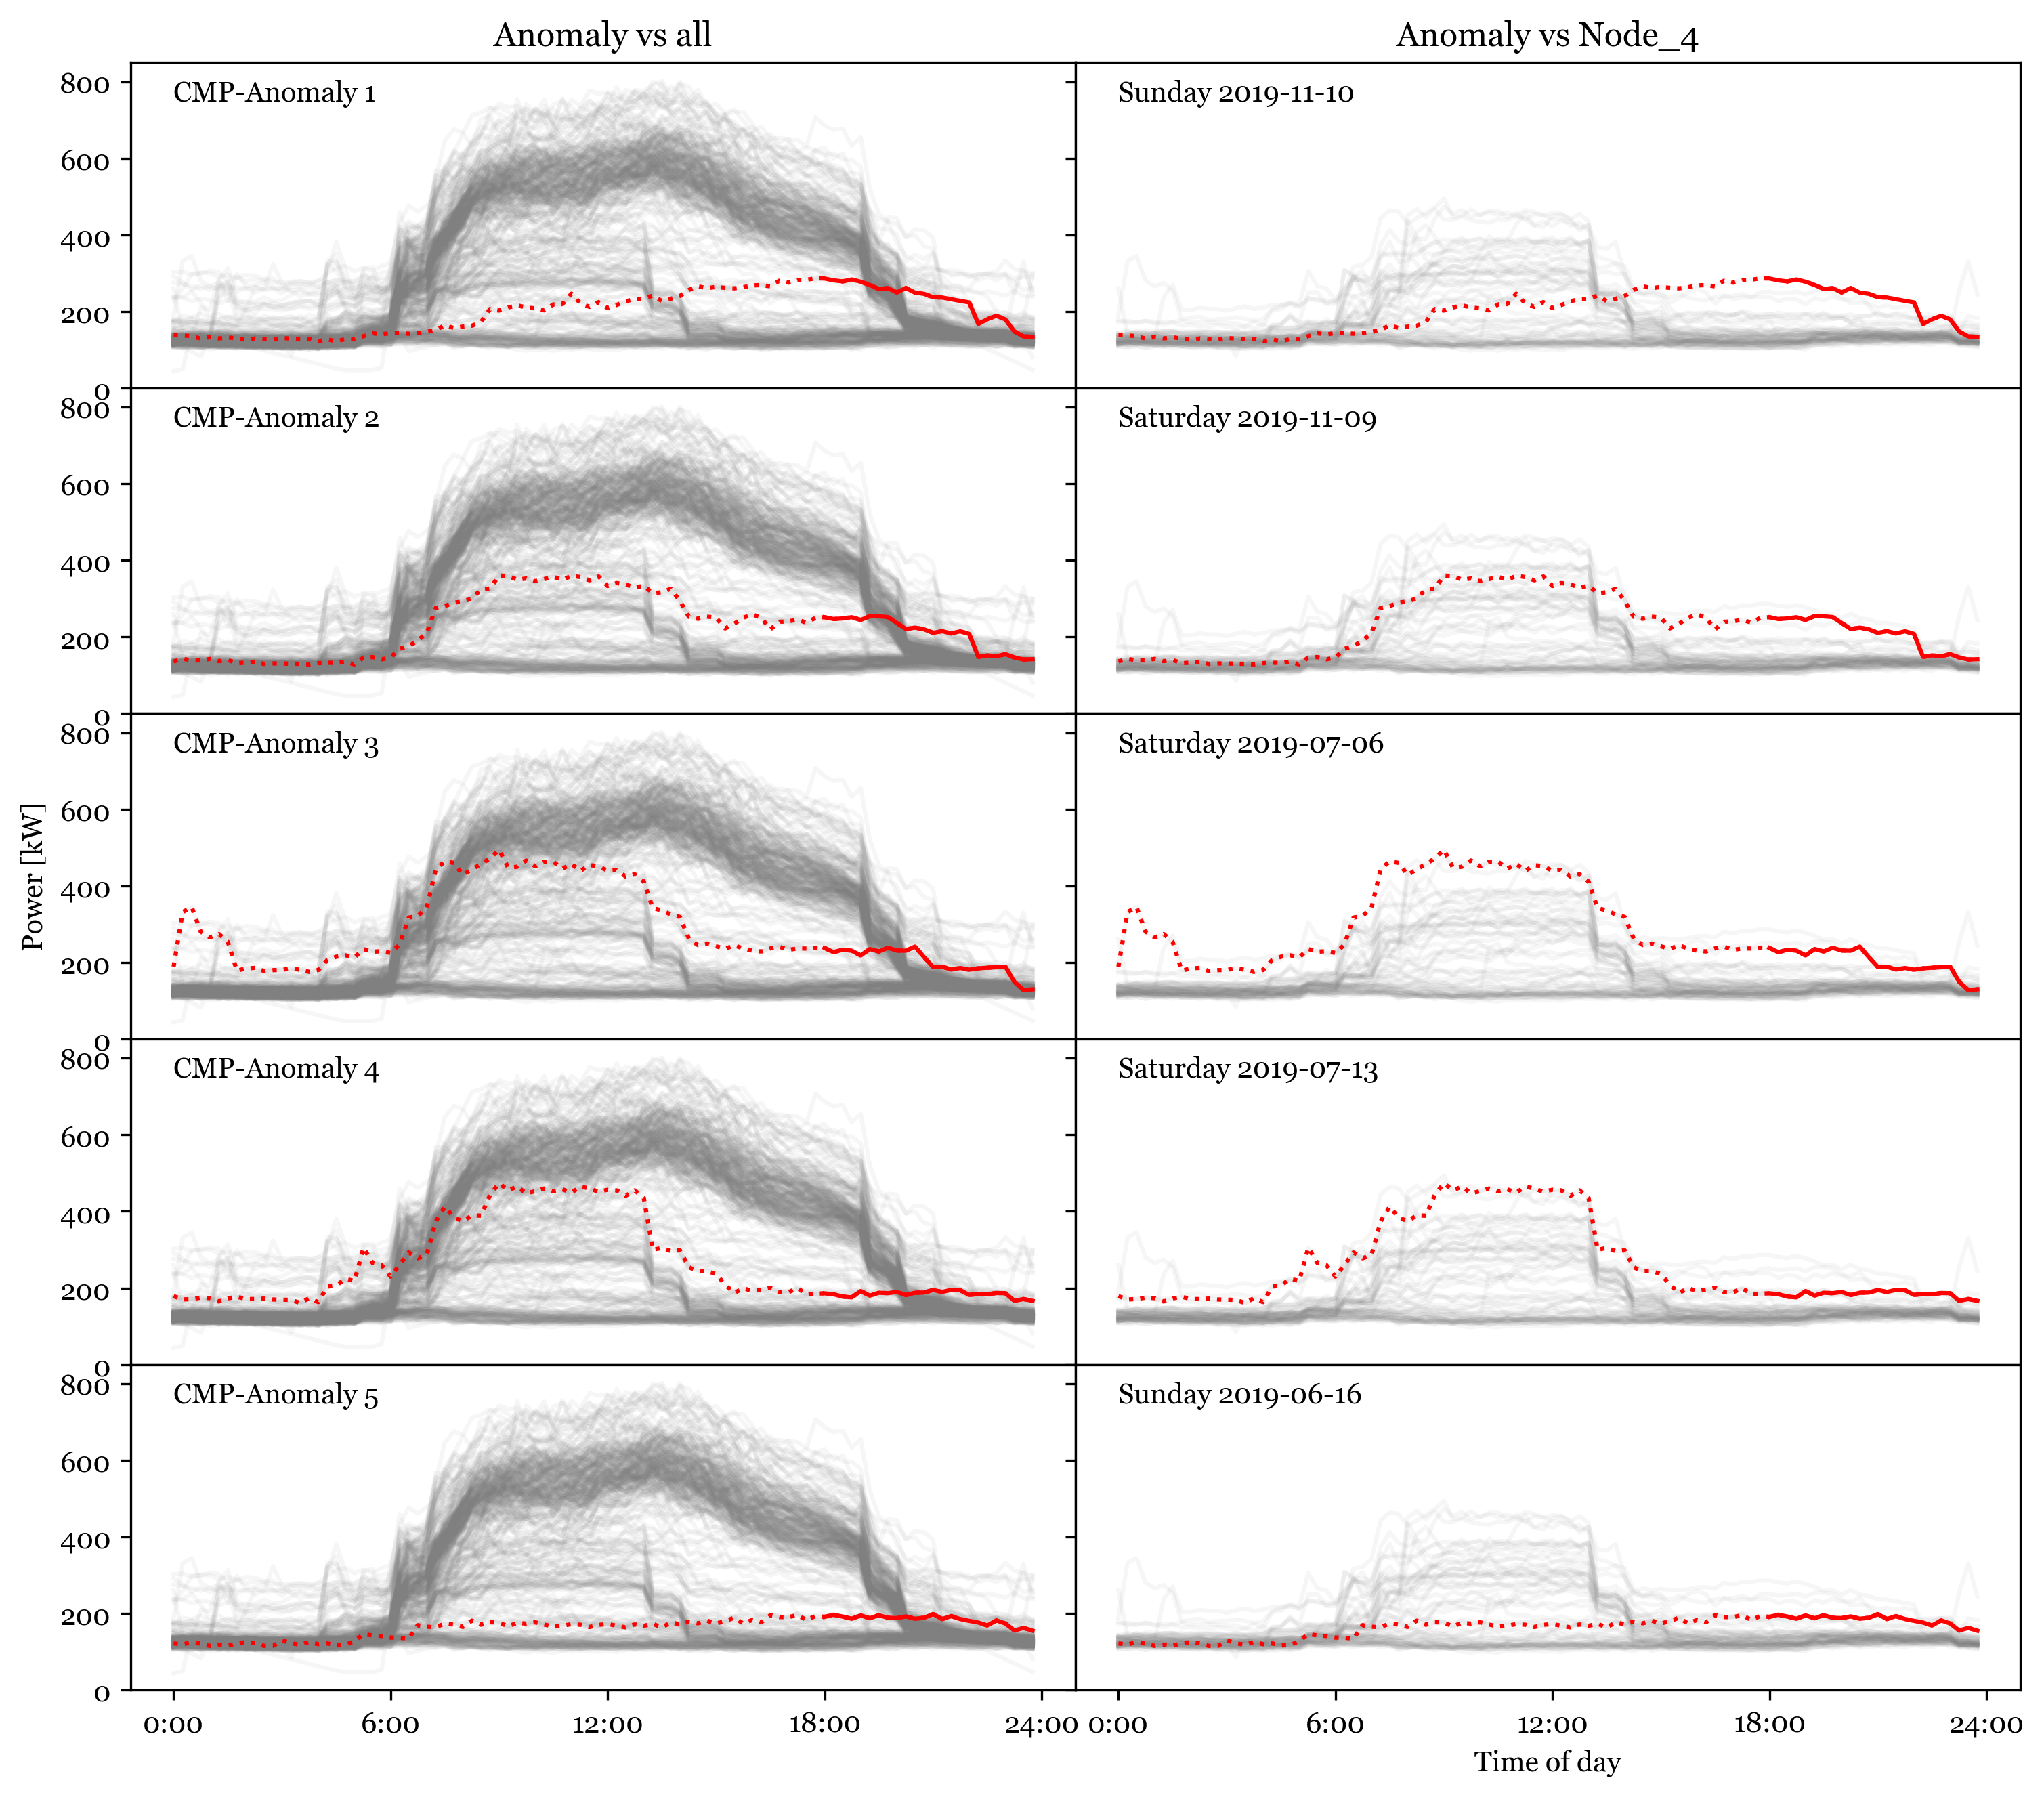 Anomaly vs all
Anomaly vs Node_4
Power [kW]
800
600
400
200
0
CMP-Anomaly 1
Sunday 2019-11-10
800
600
400
200
0
CMP-Anomaly 2
Saturday 2019-11-09
800
600
400
200
0
CMP-Anomaly 3
Saturday 2019-07-06
800
600
400
200
0
CMP-Anomaly 4
Saturday 2019-07-13
800
600
400
200
0
CMP-Anomaly 5
Sunday 2019-06-16
0:00 6:00 12:00 18:00 24:00
0:00 6:00 12:00 18:00 24:00
Time of day